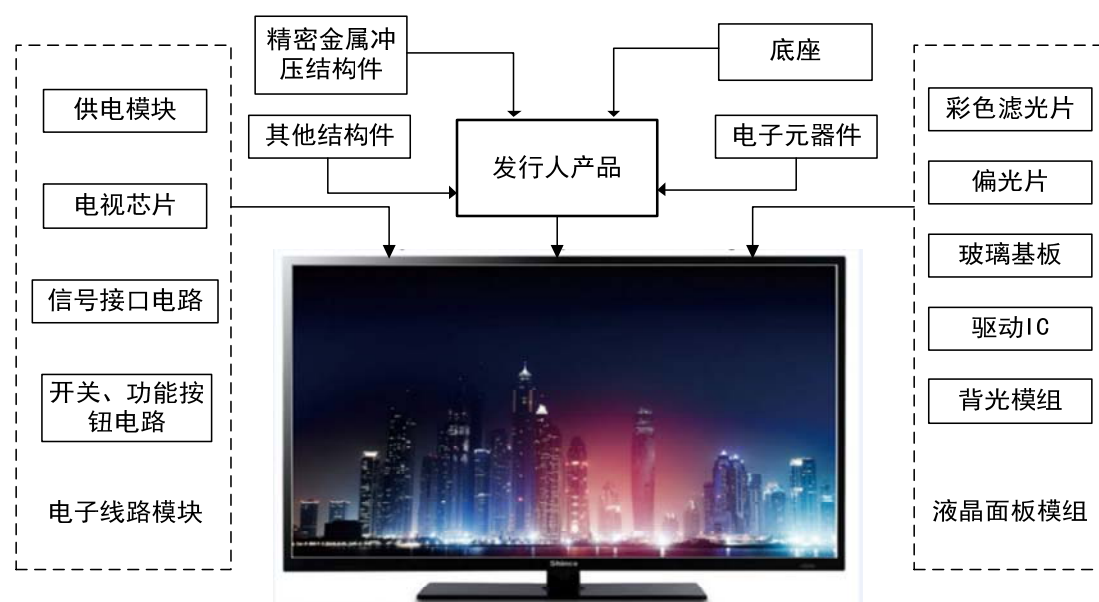 精密金属冲
压结构件
底座
其他结构件
电子元器件
发行人产品
供电模块
电视芯片
信号接口电路
开关、功能按
钮电路
电子线路模块
彩色滤光片
偏光片
玻璃基板
驱动IC
背光模组
液晶面板模组
Shinco